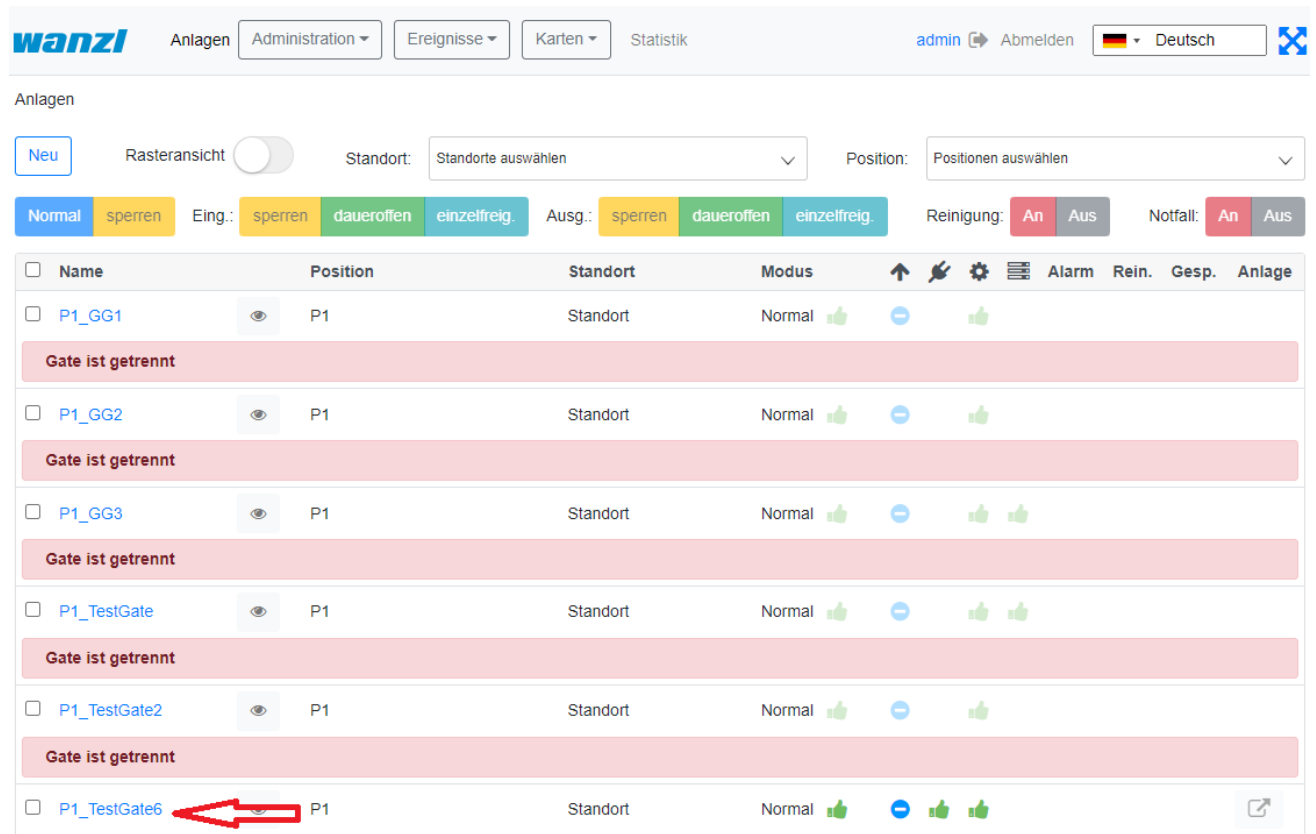 wanzl Anlagen Administration Ereignisse Karten Statistik admin Abmelden Deutsch
Anlagen
Neu Rasteransicht Standort: Standorte auswählen Position: Positionen auswählen
Normal sperren Eing.: sperren daueroffen einzelfreig. Ausg.: sperren daueroffen einzelfreig. Reinigung: An Aus Notfall: An Aus
Name Position Standort Modus Alarm Rein. Gesp. Anlage
P1_GG1 P1 Standort Normal
Gate ist getrennt
P1_GG2 P1 Standort Normal
Gate ist getrennt
P1_GG3 P1 Standort Normal
Gate ist getrennt
P1_TestGate P1 Standort Normal
Gate ist getrennt
P1_TestGate2 P1 Standort Normal
Gate ist getrennt
P1_TestGate6 P1 Standort Normal